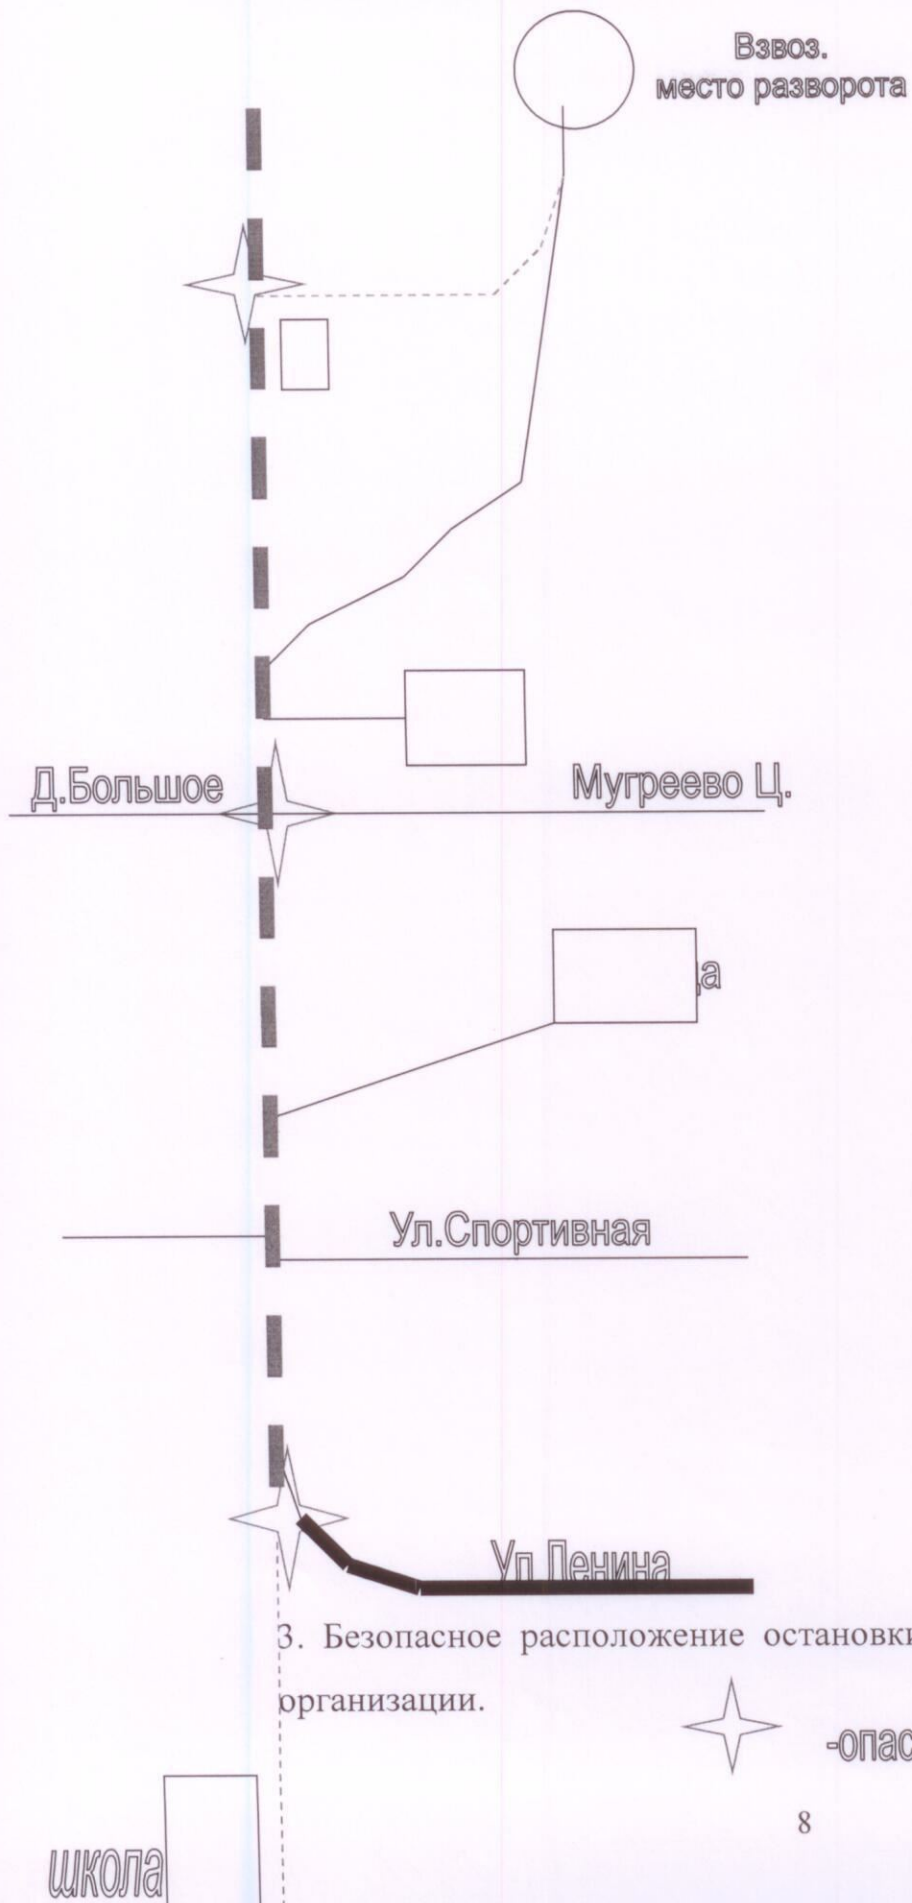 Взвоз.
место разворота
Д.Большое
Мугреево Ц.
Ул.Спортивная
Ул Ленина
3. Безопасное расположение остановки
организации.
-опас
8
школа